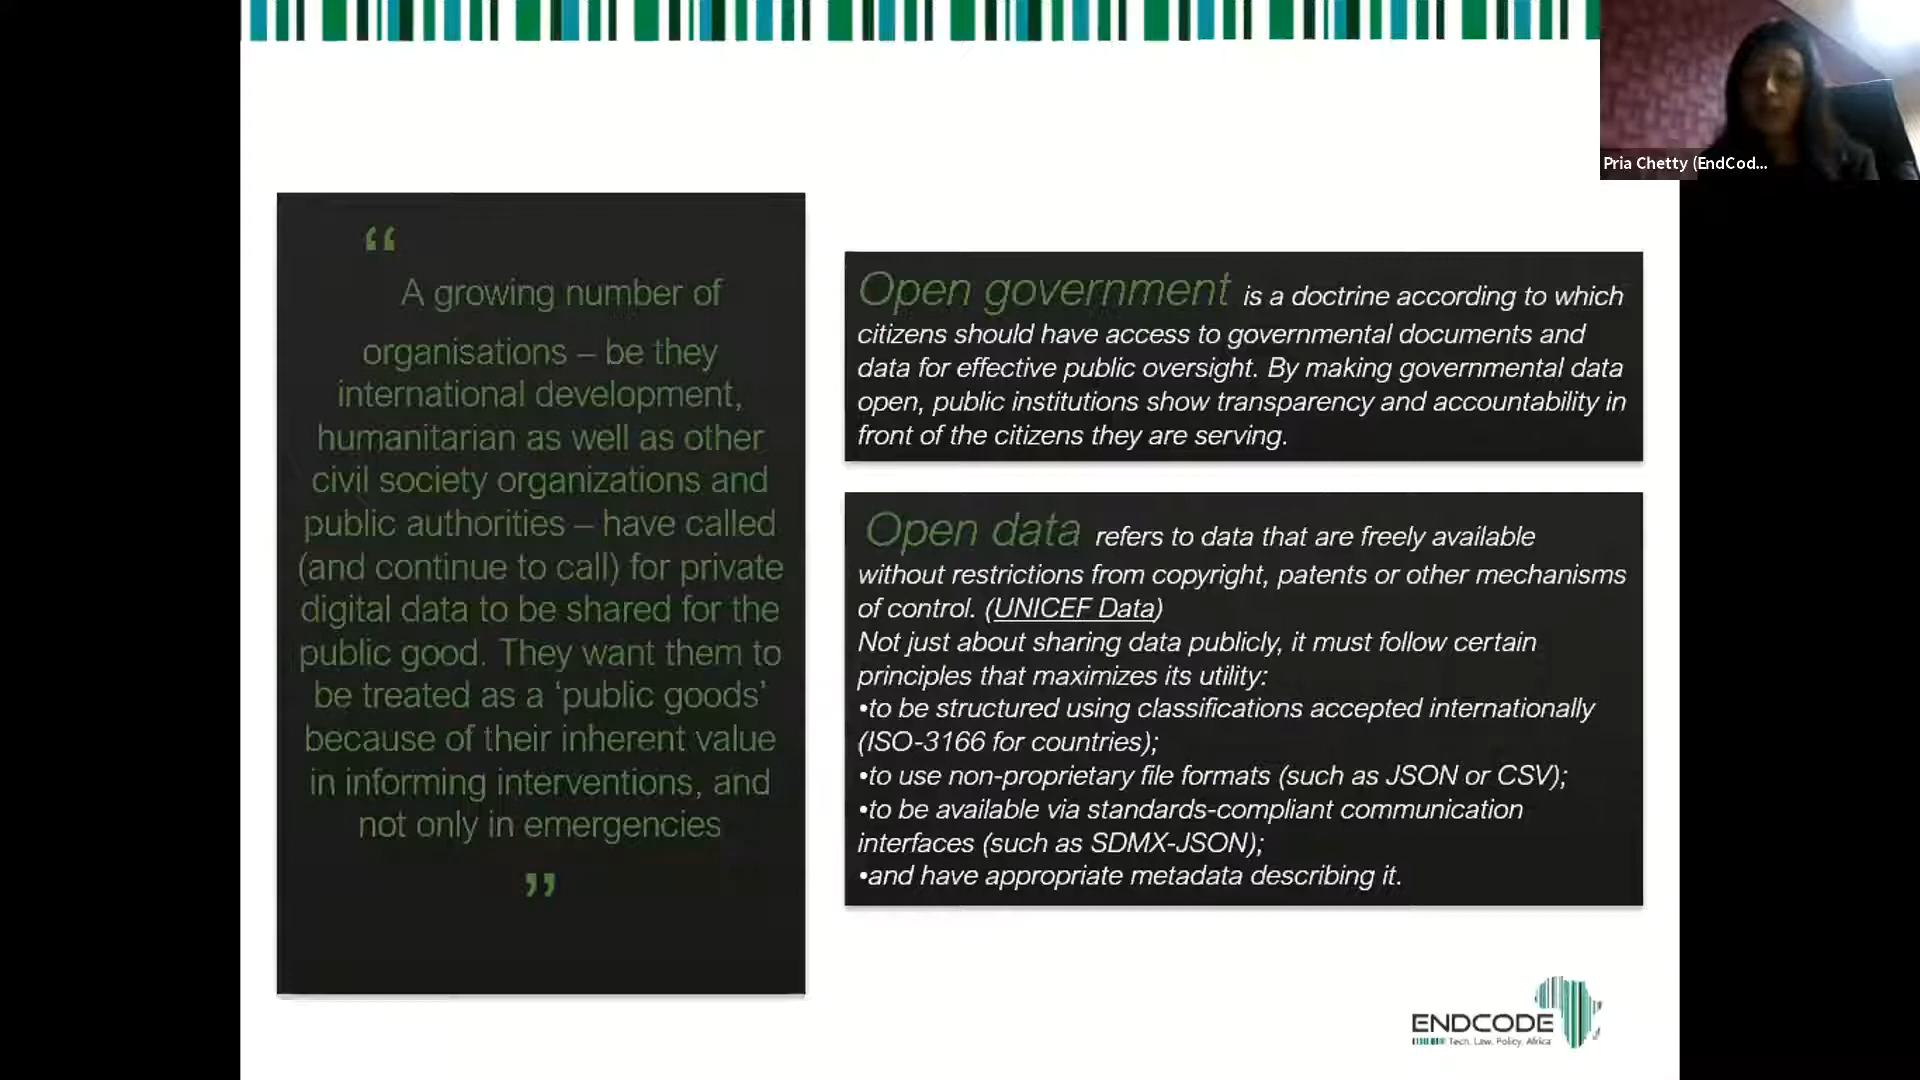 Pria Chetty (EndCod...
“
A growing number of
organisations – be they
international development,
humanitarian as well as other
civil society organizations and
public authorities – have called
(and continue to call) for private
digital data to be shared for the
public good. They want them to
be treated as a ‘public goods’
because of their inherent value
in informing interventions, and
not only in emergencies
”
Open government is a doctrine according to which
citizens should have access to governmental documents and
data for effective public oversight. By making governmental data
open, public institutions show transparency and accountability in
front of the citizens they are serving.
Open data refers to data that are freely available
without restrictions from copyright, patents or other mechanisms
of control. (UNICEF Data)
Not just about sharing data publicly, it must follow certain
principles that maximizes its utility:
•to be structured using classifications accepted internationally
(ISO-3166 for countries);
•to use non-proprietary file formats (such as JSON or CSV);
•to be available via standards-compliant communication
interfaces (such as SDMX-JSON);
•and have appropriate metadata describing it.
ENDCODE
Tech. Law. Policy. Africa